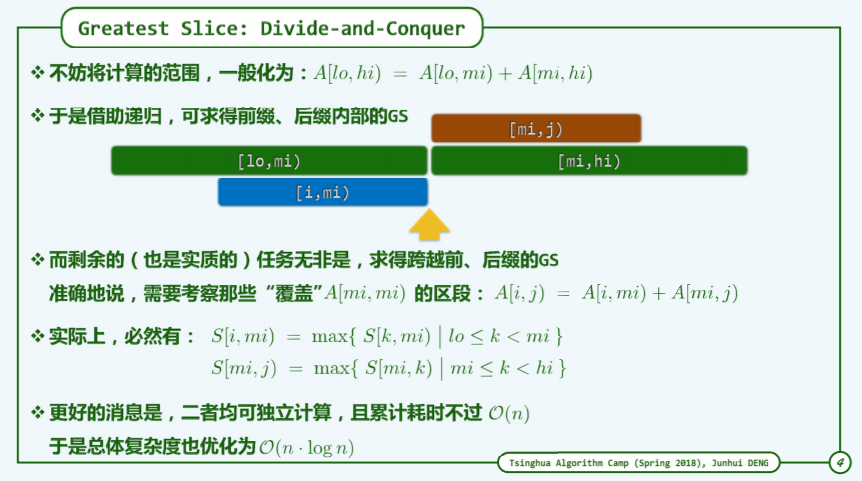 Greatest Slice: Divide-and-Conquer
❖ 不妨将计算的范围，一般化为：A[lo, hi) = A[lo, mi) + A[mi, hi)
❖ 于是借助递归，可求得前缀、后缀内部的GS
[mi,j)
[lo,mi) [mi,hi)
[i,mi)
❖ 而剩余的（也是实质的）任务无非是，求得跨越前、后缀的GS
准确地说，需要考察那些“覆盖”A[mi, mi) 的区段：A[i, j) = A[i, mi) + A[mi, j)
❖ 实际上，必然有： S[i, mi) = max{ S[k, mi) | lo ≤ k < mi }
S[mi, j) = max{ S[mi, k) | mi ≤ k < hi }
❖ 更好的消息是，二者均可独立计算，且累计耗时不过 O(n)
于是总体复杂度也优化为 O(n · log n)
Tsinghua Algorithm Camp (Spring 2018), Junhui DENG 4